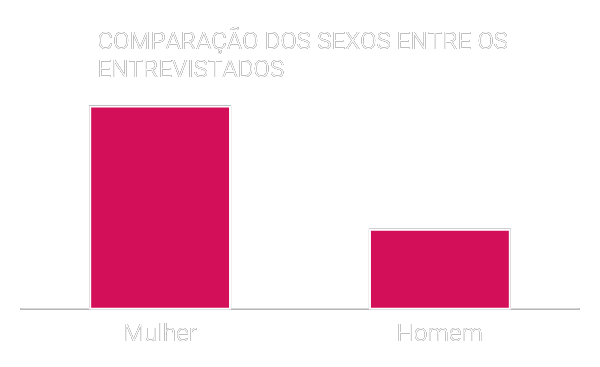 COMPARAÇÃO DOS SEXOS ENTRE OS
ENTREVISTADOS
Mulher
Homem